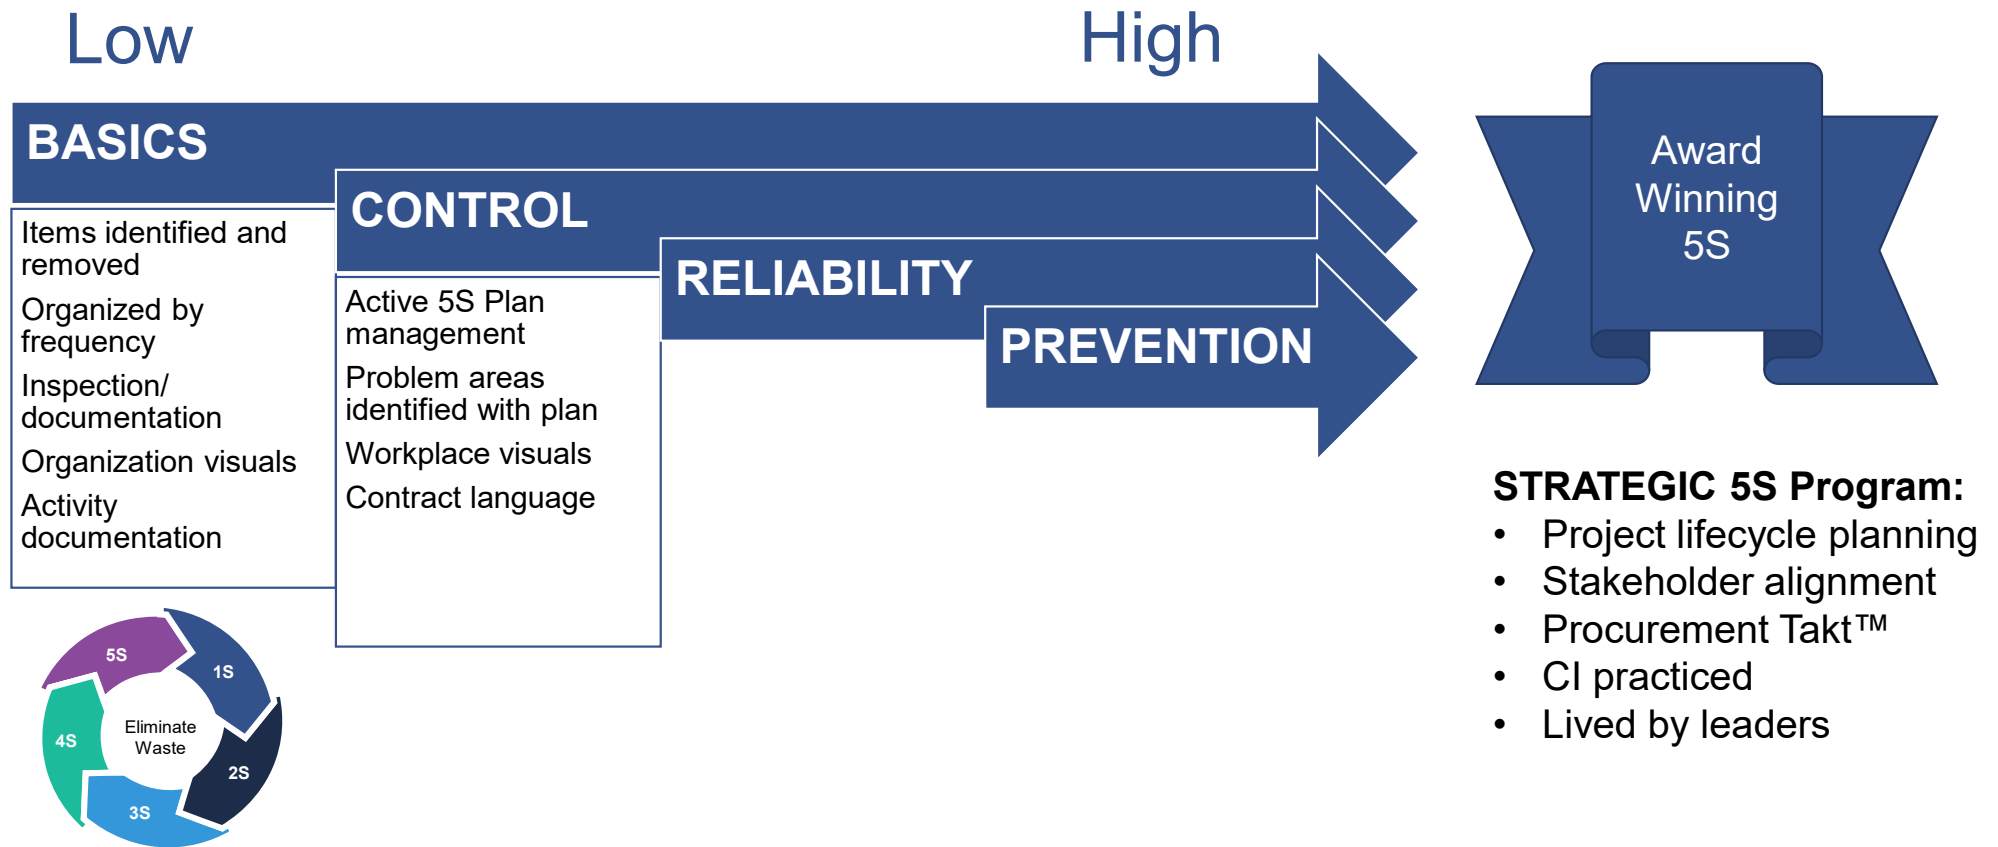 Low
High
BASICS
Items identified and
removed
Organized by
frequency
Inspection/
documentation
Organization visuals
Activity
documentation
CONTROL
Active 5S Plan
management
Problem areas
identified with plan
Workplace visuals
Contract language
RELIABILITY
PREVENTION
Award
Winning
5S
STRATEGIC 5S Program:
• Project lifecycle planning
• Stakeholder alignment
• Procurement Takt™
• CI practiced
• Lived by leaders
5S
1S
4S
Eliminate
Waste
2S
3S